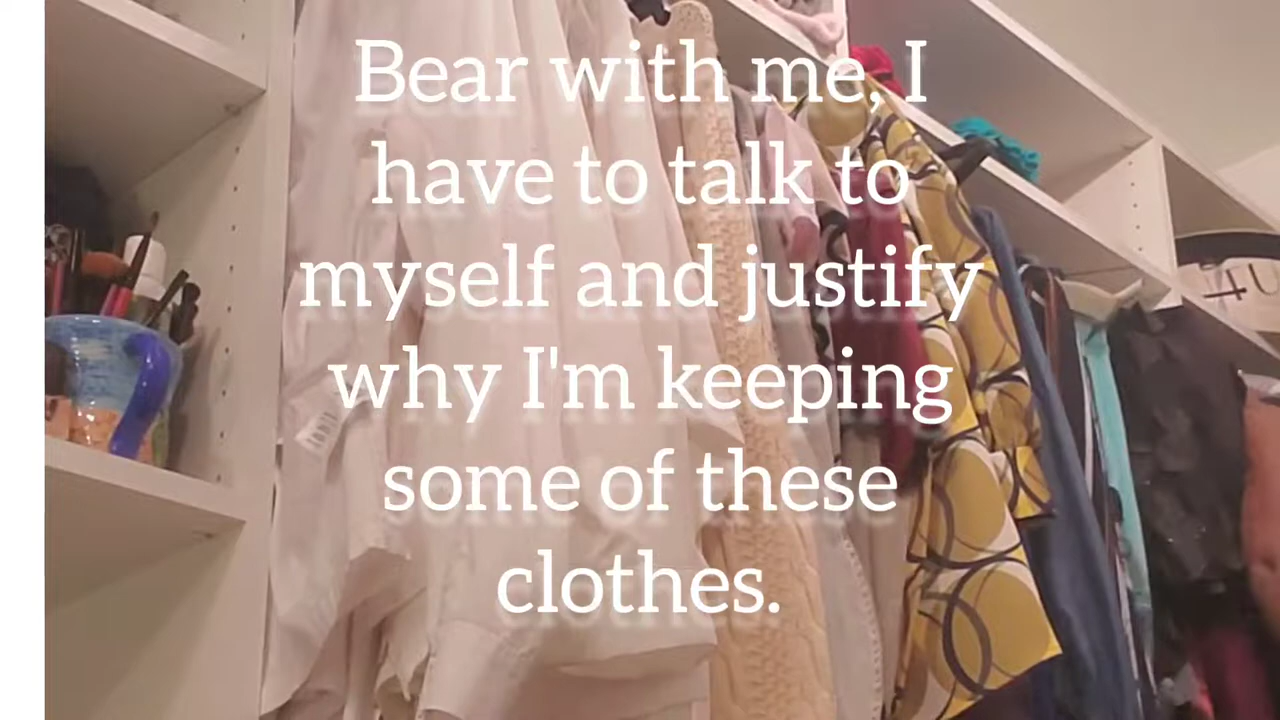 Bear with me, I
have to talk to
myself and justify
why I'm keeping
some of these
clothes.